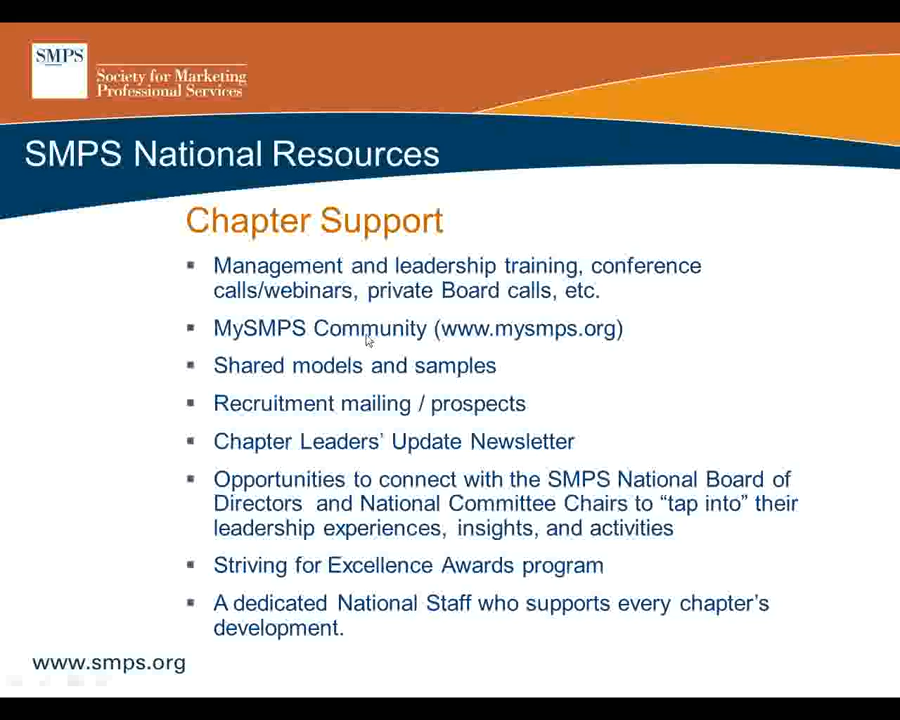 SMPS
Society for Marketing
Professional Services
SMPS National Resources
Chapter Support
▪ Management and leadership training, conference
calls/webinars, private Board calls, etc.
▪ MySMPS Community (www.mysmps.org)
▪ Shared models and samples
▪ Recruitment mailing / prospects
▪ Chapter Leaders’ Update Newsletter
▪ Opportunities to connect with the SMPS National Board of
Directors and National Committee Chairs to “tap into” their
leadership experiences, insights, and activities
▪ Striving for Excellence Awards program
▪ A dedicated National Staff who supports every chapter’s
development.
www.smps.org